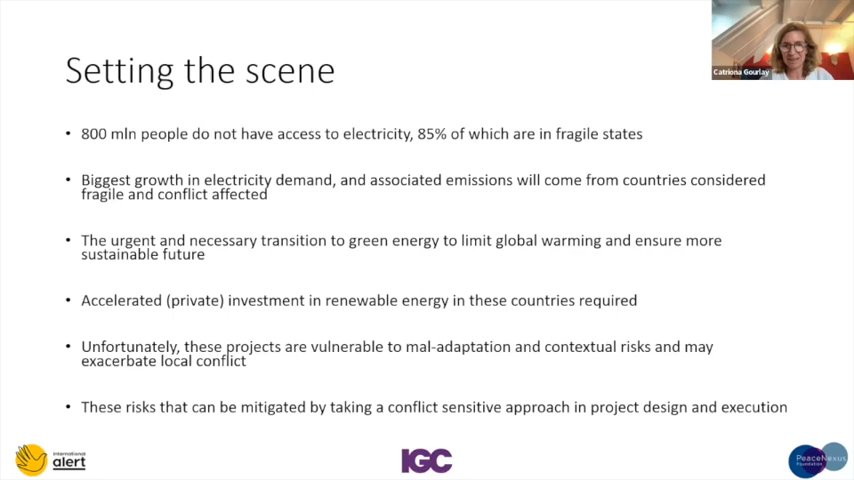 Catriona Gourlay
Setting the scene
• 800 mln people do not have access to electricity, 85% of which are in fragile states
• Biggest growth in electricity demand, and associated emissions will come from countries considered
fragile and conflict affected
• The urgent and necessary transition to green energy to limit global warming and ensure more
sustainable future
• Accelerated (private) investment in renewable energy in these countries required
• Unfortunately, these projects are vulnerable to mal-adaptation and contextual risks and may
exacerbate local conflict
• These risks that can be mitigated by taking a conflict sensitive approach in project design and execution
international
alert
IGC
PeaceNexus
Foundation